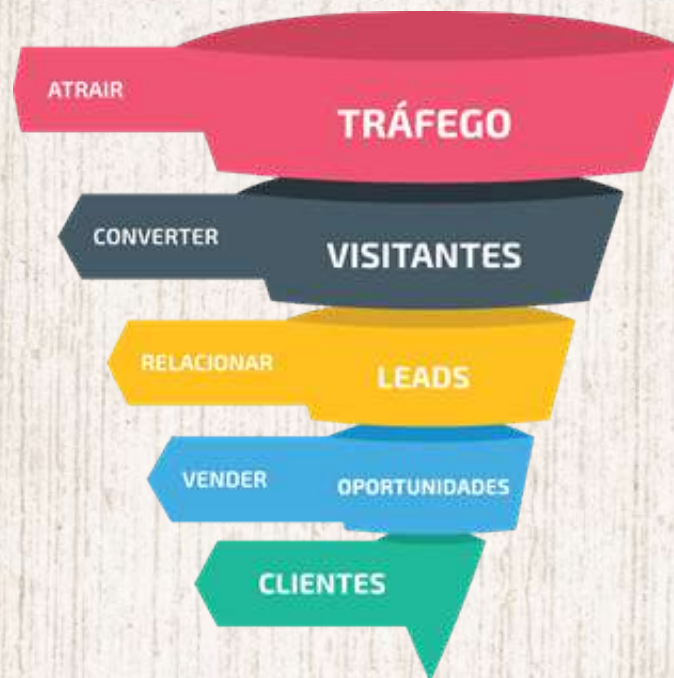 ATRAIR
TRÁFEGO
CONVERTER
VISITANTES
RELACIONAR
LEADS
VENDER
OPORTUNIDADES
CLIENTES